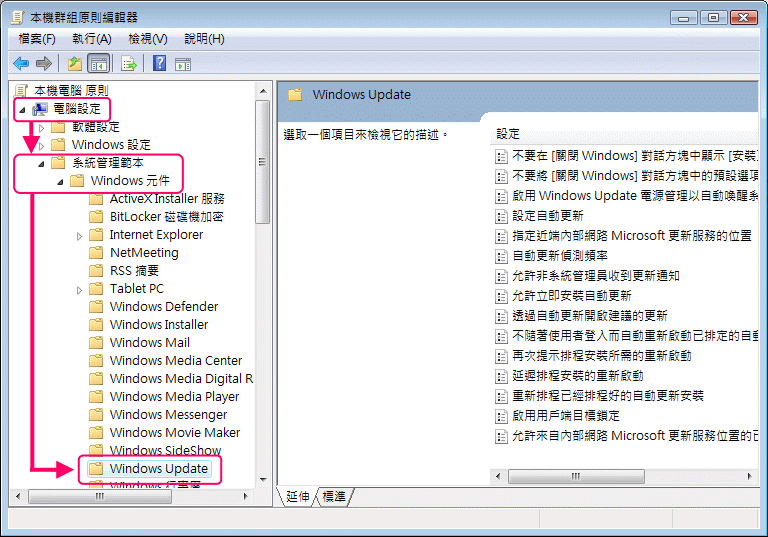 本機群組原則編輯器
檔案(F) 執行(A) 檢視(V) 說明(H)
本機電腦 原則
電腦設定
軟體設定
Windows 設定
系統管理範本
Windows 元件
ActiveX Installer 服務
BitLocker 磁碟機加密
Internet Explorer
NetMeeting
RSS 摘要
Tablet PC
Windows Defender
Windows Installer
Windows Mail
Windows Media Center
Windows Media Digital R
Windows Media Player
Windows Messenger
Windows Movie Maker
Windows SideShow
Windows Update
Windows 行事曆
Windows Update
選取一個項目來檢視它的描述。
設定
不要在 [關閉 Windows] 對話方塊中顯示 [安裝
不要將 [關閉 Windows] 對話方塊中的預設選項
啟用 Windows Update 電源管理以自動喚醒系
設定自動更新
指定近端內部網路 Microsoft 更新服務的位置
自動更新偵測頻率
允許非系統管理員收到更新通知
允許立即安裝自動更新
透過自動更新開啟建議的更新
不隨著使用者登入而自動重新啟動已排定的自動
再次提示排程安裝所需的重新啟動
延遲排程安裝的重新啟動
重新排程已經排程好的自動更新安裝
啟用用戶端目標鎖定
允許來自內部網路 Microsoft 更新服務位置的已
延伸 標準